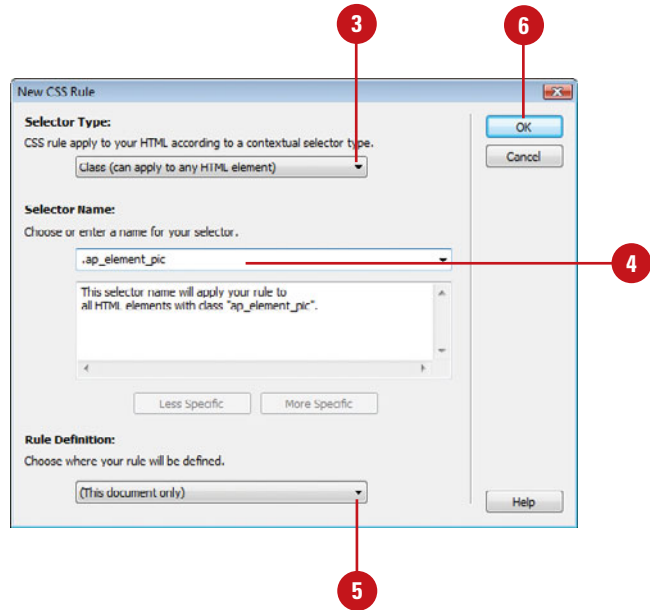 3
6
New CSS Rule
Selector Type:
CSS rule apply to your HTML according to a contextual selector type.
Class (can apply to any HTML element)
OK
Cancel
Selector Name:
Choose or enter a name for your selector.
.ap_element_pic
4
This selector name will apply your rule to
all HTML elements with class "ap_element_pic".
Less Specific
More Specific
Rule Definition:
Choose where your rule will be defined.
(This document only)
Help
5